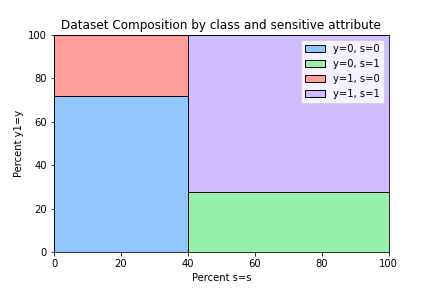 Dataset Composition by class and sensitive attribute
100
80
60
40
20
0
Percent y1=y
y=0, s=0
y=0, s=1
y=1, s=0
y=1, s=1
0 20 40 60 80 100
Percent s=s